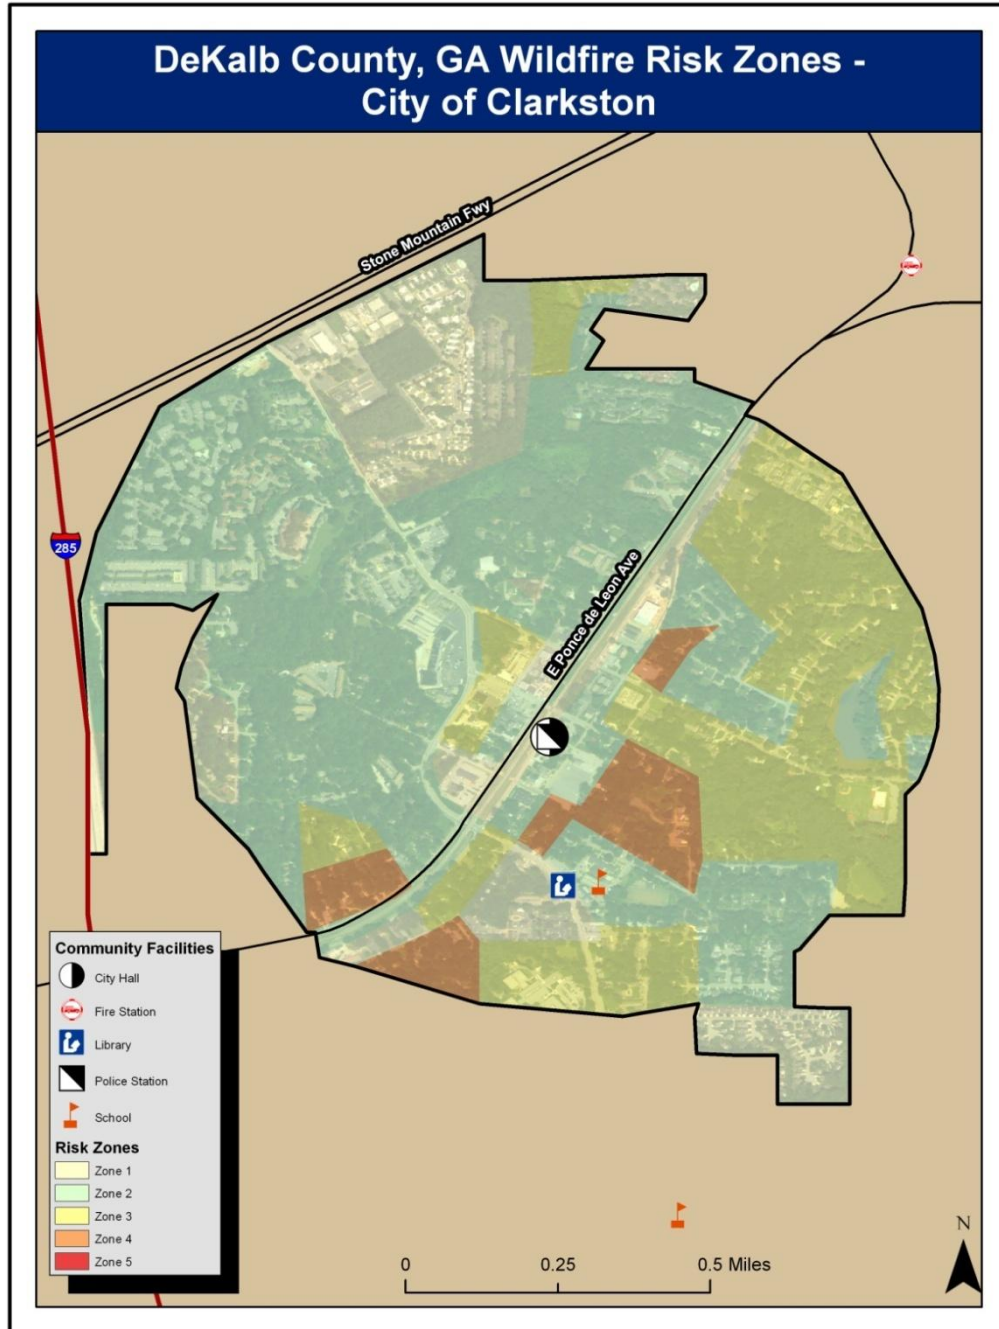 DeKalb County, GA Wildfire Risk Zones -
City of Clarkston
Stone Mountain Fwy
285
E Ponce de Leon Ave
Community Facilities
City Hall
Fire Station
Library
Police Station
School
Risk Zones
Zone 1
Zone 2
Zone 3
Zone 4
Zone 5
0 0.25 0.5 Miles
N